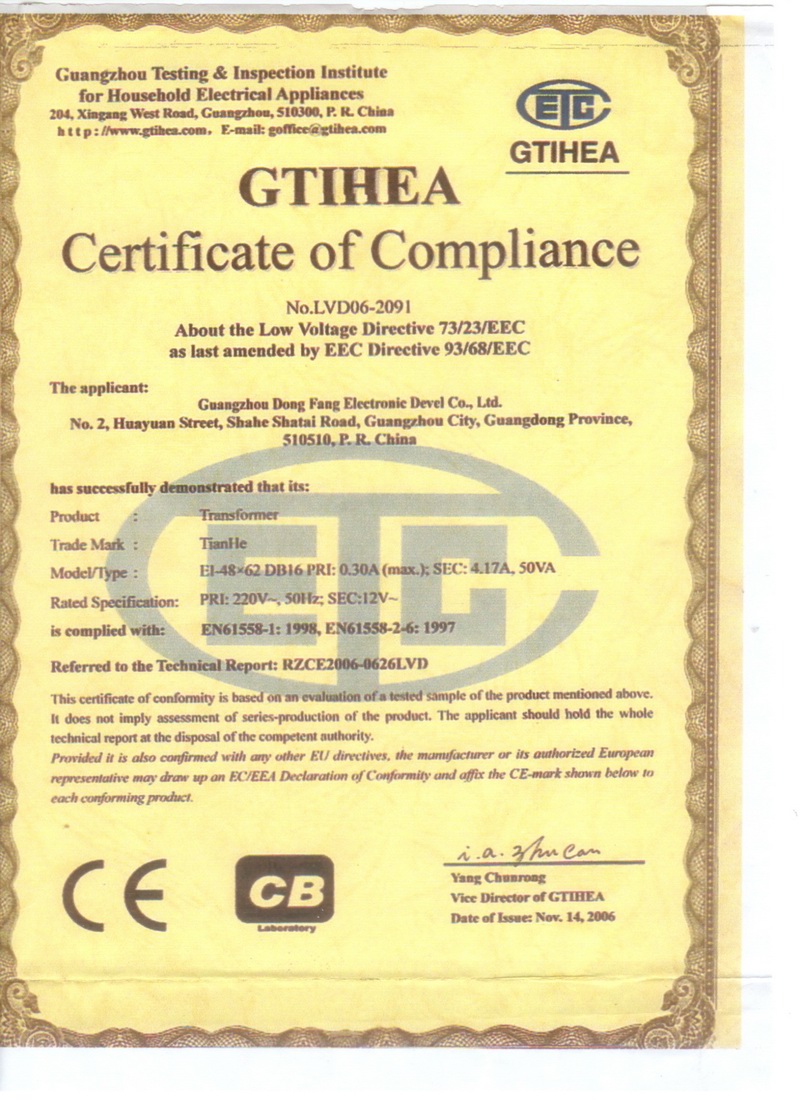 Guangzhou Testing & Inspection Institute
for Household Electrical Appliances
204, Xingang West Road, Guangzhou, 510300, P. R. China
http://www.gtihea.com, E-mail: goffice@gtihea.com
ETC
GTIHEA
GTIHEA
Certificate of Compliance
No.LVD06-2091
About the Low Voltage Directive 73/23/EEC
as last amended by EEC Directive 93/68/EEC
The applicant:
Guangzhou Dong Fang Electronic Devel Co., Ltd.
No. 2, Huayuan Street, Shahe Shatai Road, Guangzhou City, Guangdong Province,
510510, P. R. China
has successfully demonstrated that its:
Product : Transformer
Trade Mark : TianHe
Model/Type : EI-48×62 DB16 PRI: 0.30A (max.); SEC: 4.17A, 50VA
Rated Specification: PRI: 220V~, 50Hz; SEC:12V~
is complied with: EN61558-1: 1998, EN61558-2-6: 1997
Referred to the Technical Report: RZCE2006-0626LVD
This certificate of conformity is based on an evaluation of a tested sample of the product mentioned above.
It does not imply assessment of series-production of the product. The applicant should hold the whole
technical report at the disposal of the competent authority.
Provided it is also confirmed with any other EU directives, the manufacturer or its authorized European
representative may draw up an EC/EEA Declaration of Conformity and affix the CE-mark shown below to
each conforming product.
CE
CB
Laboratory
i.a. Zhu Can
Yang Chunrong
Vice Director of GTIHEA
Date of Issue: Nov. 14, 2006